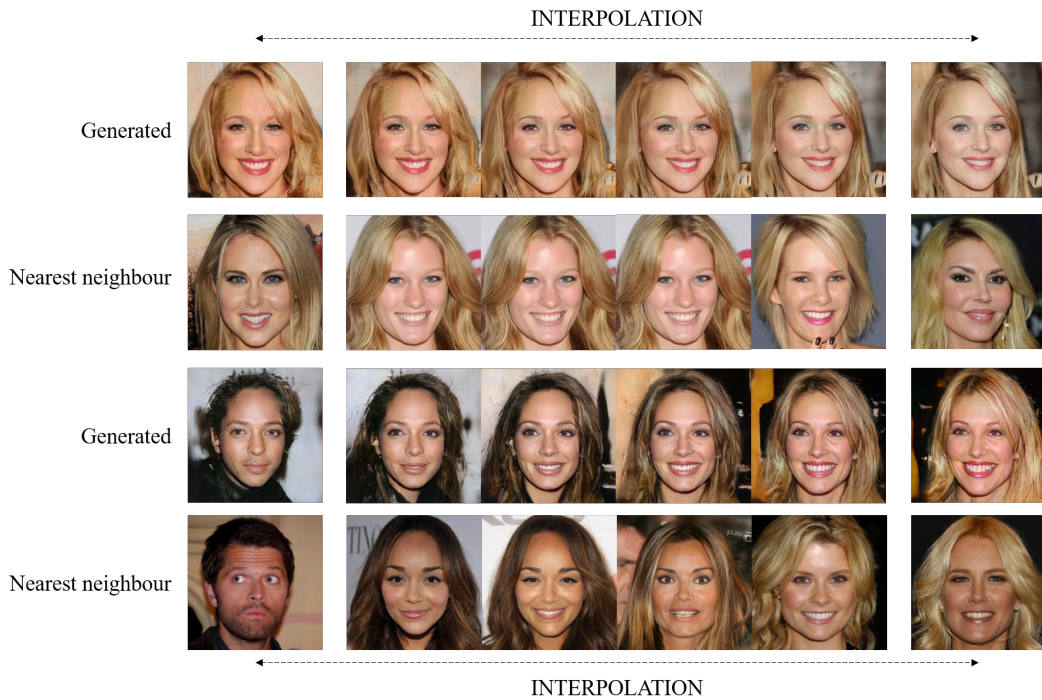 INTERPOLATION
Generated
Nearest neighbour
Generated
Nearest neighbour
INTERPOLATION